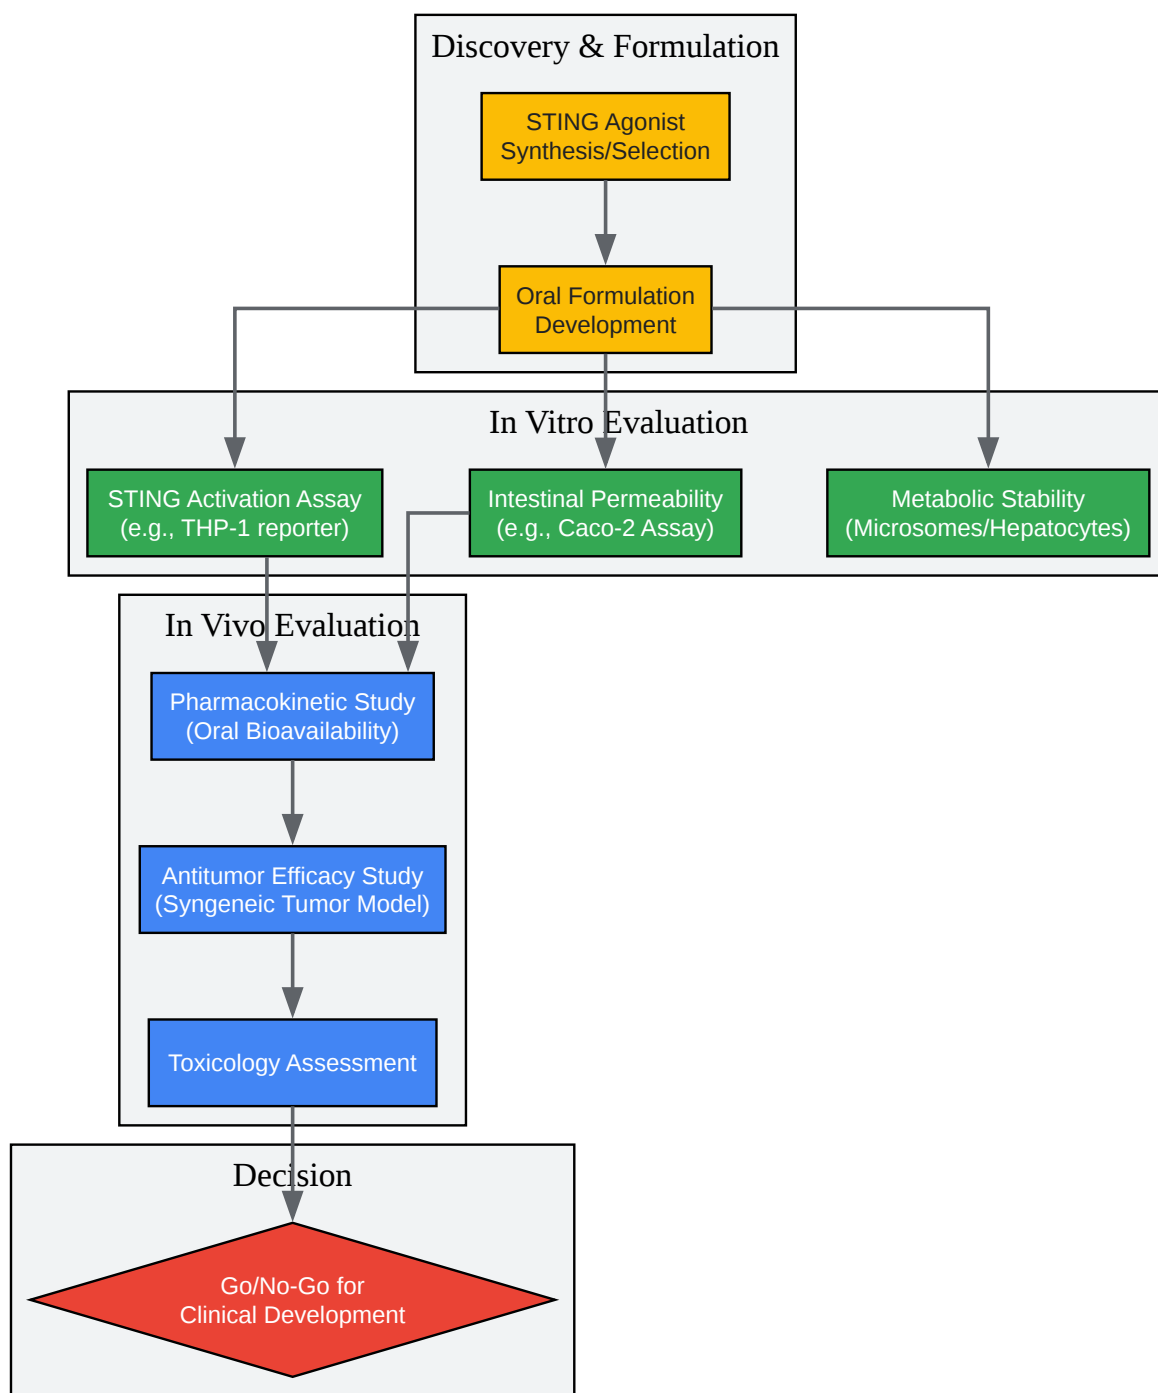 Discovery & Formulation
STING Agonist
Synthesis/Selection
Oral Formulation
Development
In Vitro Evaluation
STING Activation Assay
(e.g., THP-1 reporter)
Intestinal Permeability
(e.g., Caco-2 Assay)
Metabolic Stability
(Microsomes/Hepatocytes)
In Vivo Evaluation
Pharmacokinetic Study
(Oral Bioavailability)
Antitumor Efficacy Study
(Syngeneic Tumor Model)
Toxicology Assessment
Decision
Go/No-Go for
Clinical Development